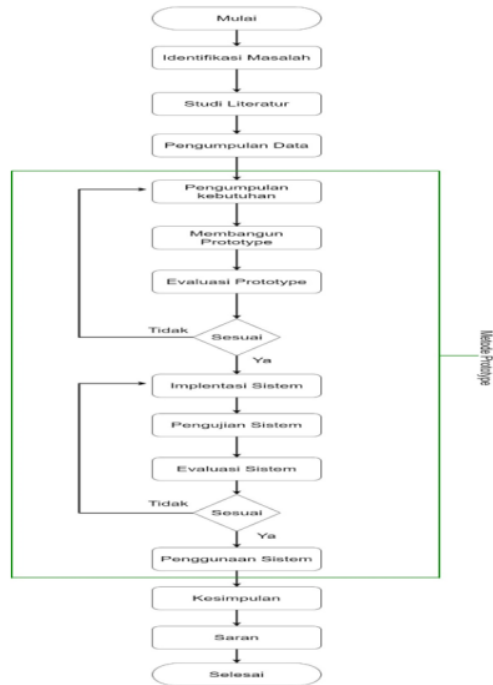 Mulai
Identifikasi Masalah
Studi Literatur
Pengumpulan Data
Pengumpulan
kebutuhan
Membangun
Prototype
Evaluasi Prototype
Sesuai
Tidak
Ya
Implentasi Sistem
Pengujian Sistem
Evaluasi Sistem
Sesuai
Tidak
Ya
Penggunaan Sistem
Kesimpulan
Saran
Selesai
Metode Prototype